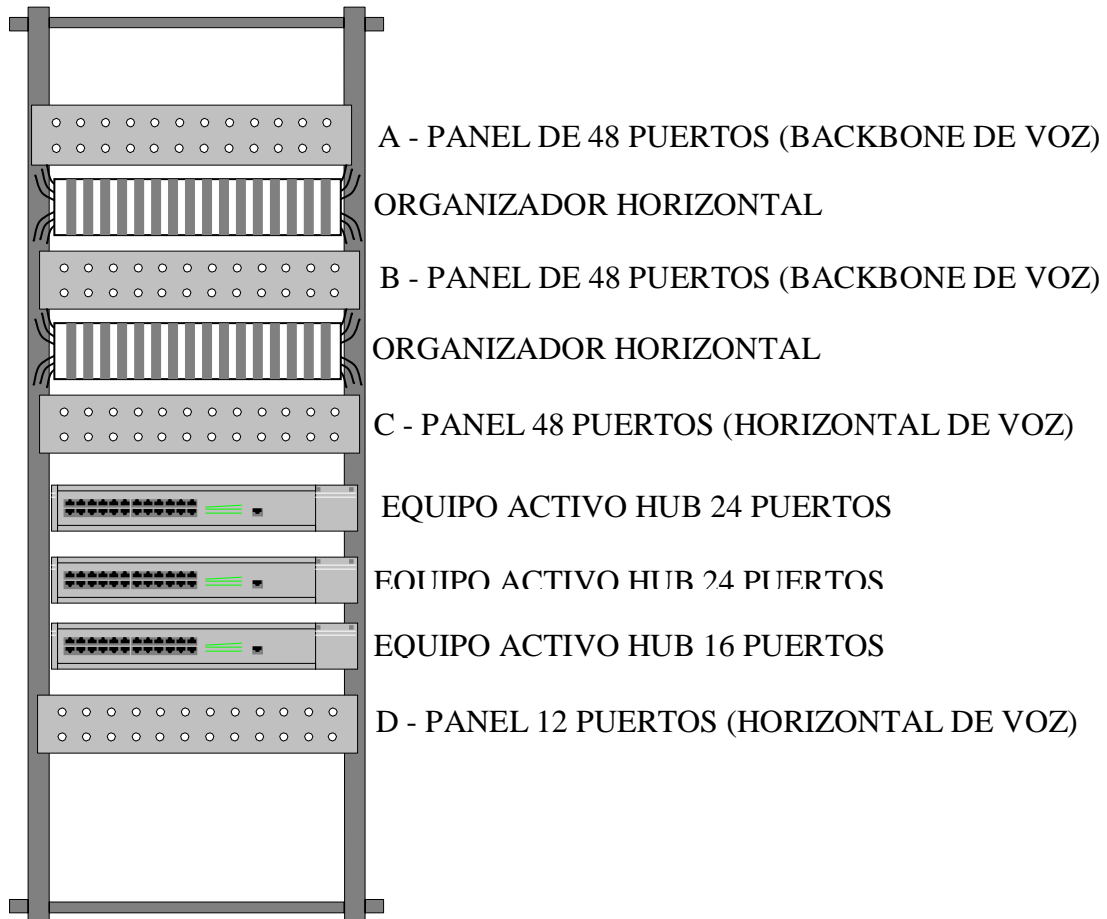 A - PANEL DE 48 PUERTOS (BACKBONE DE VOZ)
ORGANIZADOR HORIZONTAL
B - PANEL DE 48 PUERTOS (BACKBONE DE VOZ)
ORGANIZADOR HORIZONTAL
C - PANEL 48 PUERTOS (HORIZONTAL DE VOZ)
EQUIPO ACTIVO HUB 24 PUERTOS
EQUIPO ACTIVO HUB 24 PUERTOS
EQUIPO ACTIVO HUB 16 PUERTOS
D - PANEL 12 PUERTOS (HORIZONTAL DE VOZ)